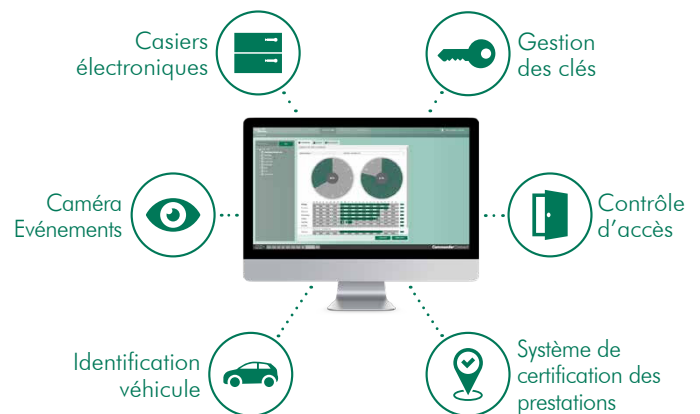 Casiers
électroniques
Gestion
des clés
Caméra
Evénements
Contrôle
d'accès
Identification
véhicule
Système de
certification des
prestations